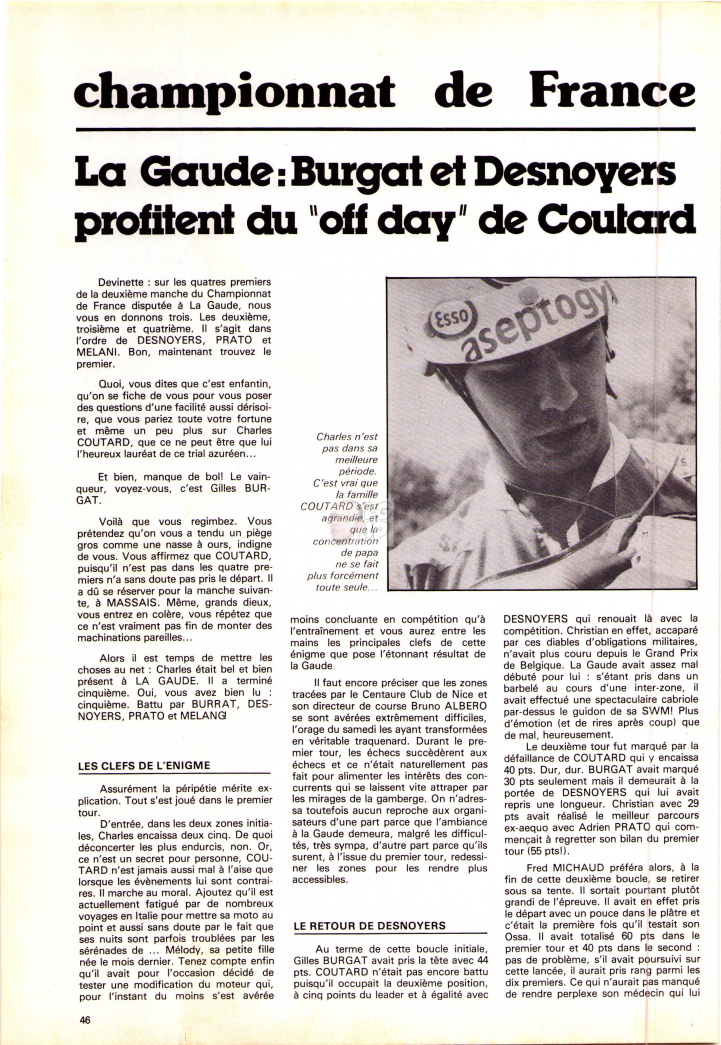 championnat de France
La Gaude: Burgat et Desnoyers
profitent du "off day" de Coutard
Devinette : sur les quatres premiers
de la deuxième manche du Championnat
de France disputée à La Gaude, nous
vous en donnons trois. Les deuxième,
troisième et quatrième. Il s'agit dans
l'ordre de DESNOYERS, PRATO et
MELANI. Bon, maintenant trouvez le
premier.
Quoi, vous dites que c'est enfantin,
qu'on se fiche de vous pour vous poser
des questions d'une facilité aussi dérisoi-
re, que vous pariez toute votre fortune
et même un peu plus sur Charles
COUTARD, que ce ne peut être que lui
l'heureux lauréat de ce trial azuréen...
Et bien, manque de bol! Le vain-
queur, voyez-vous, c'est Gilles BUR-
GAT.
Voilà que vous regimbez. Vous
prétendez qu'on vous a tendu un piège
gros comme une nasse à ours, indigne
de vous. Vous affirmez que COUTARD,
puisqu'il n'est pas dans les quatre pre-
miers n'a sans doute pas pris le départ. Il
a dû se réserver pour la manche suivan-
te, à MASSAIS. Même, grands dieux,
vous entrez en colère, vous répétez que
ce n'est vraiment pas fin de monter des
machinations pareilles...
Alors il est temps de mettre les
choses au net : Charles était bel et bien
présent à LA GAUDE. Il a terminé
cinquième. Oui, vous avez bien lu :
cinquième. Battu par BURRAT, DES-
NOYERS, PRATO et MELANI
LES CLEFS DE L'ENIGME
Assurément la péripétie mérite ex-
plication. Tout s'est joué dans le premier
tour.
D'entrée, dans les deux zones initia-
les, Charles encaissa deux cinq. De quoi
déconcerter les plus endurcis, non. Or,
ce n'est un secret pour personne, COU-
TARD n'est jamais aussi mal à l'aise que
lorsque les évènements lui sont contrai-
res. Il marche au moral. Ajoutez qu'il est
actuellement fatigué par de nombreux
voyages en Italie pour mettre sa moto au
point et aussi sans doute par le fait que
ses nuits sont parfois troublées par les
sérénades de ... Mélody, sa petite fille
née le mois dernier. Tenez compte enfin
qu'il avait pour l'occasion décidé de
tester une modification du moteur qui,
pour l'instant du moins s'est avérée
46
Esso
aseptogyl
Charles n'est
pas dans sa
meilleure
période.
C'est vrai que
la famille
COUTARD s'est
agrandie, et
que la
concentration
de papa
ne se fait
plus forcément
toute seule...
moins concluante en compétition qu'à
l'entraînement et vous aurez entre les
mains les principales clefs de cette
énigme que pose l'étonnant résultat de
la Gaude
Il faut encore préciser que les zones
tracées par le Centaure Club de Nice et
son directeur de course Bruno ALBERO
se sont avérées extrêmement difficiles,
l'orage du samedi les ayant transformées
en véritable traquenard. Durant le pre-
mier tour, les échecs succèdèrent aux
échecs et ce n'était naturellement pas
fait pour alimenter les intérêts des con-
currents qui se laissent vite attraper par
les mirages de la gamberge. On n'adres-
sa toutefois aucun reproche aux organi-
sateurs d'une part parce que l'ambiance
à la Gaude demeura, malgré les difficul-
tés, très sympa, d'autre part parce qu'ils
surent, à l'issue du premier tour, redessi-
ner les zones pour les rendre plus
accessibles.
LE RETOUR DE DESNOYERS
Au terme de cette boucle initiale,
Gilles BURGAT avait pris la tête avec 44
pts. COUTARD n'était pas encore battu
puisqu'il occupait la deuxième position,
à cinq points du leader et à égalité avec
DESNOYERS qui renouait là avec la
compétition. Christian en effet, accaparé
par ces diables d'obligations militaires,
n'avait plus couru depuis le Grand Prix
de Belgique. La Gaude avait assez mal
débuté pour lui : s'étant pris dans un
barbelé au cours d'une inter-zone, il
avait effectué une spectaculaire cabriole
par-dessus le guidon de sa SWM! Plus
d'émotion (et de rires après coup) que
de mal, heureusement.
Le deuxième tour fut marqué par la
défaillance de COUTARD qui y encaissa
40 pts. Dur, dur. BURGAT avait marqué
30 pts seulement mais il demeurait à la
portée de DESNOYERS qui lui avait
repris une longueur. Christian avec 29
pts avait réalisé le meilleur parcours
ex-aequo avec Adrien PRATO qui com-
mençait à regretter son bilan du premier
tour (55 pts!).
Fred MICHAUD préféra alors, à la
fin de cette deuxième boucle, se retirer
sous sa tente. Il sortait pourtant plutôt
grandi de l'épreuve. Il avait en effet pris
le départ avec un pouce dans le plâtre et
c'était la première fois qu'il testait son
Ossa. Il avait totalisé 60 pts dans le
premier tour et 40 pts dans le second :
pas de problème, s'il avait poursuivi sur
cette lancée, il aurait pris rang parmi les
dix premiers. Ce qui n'aurait pas manqué
de rendre perplexe son médecin qui lui